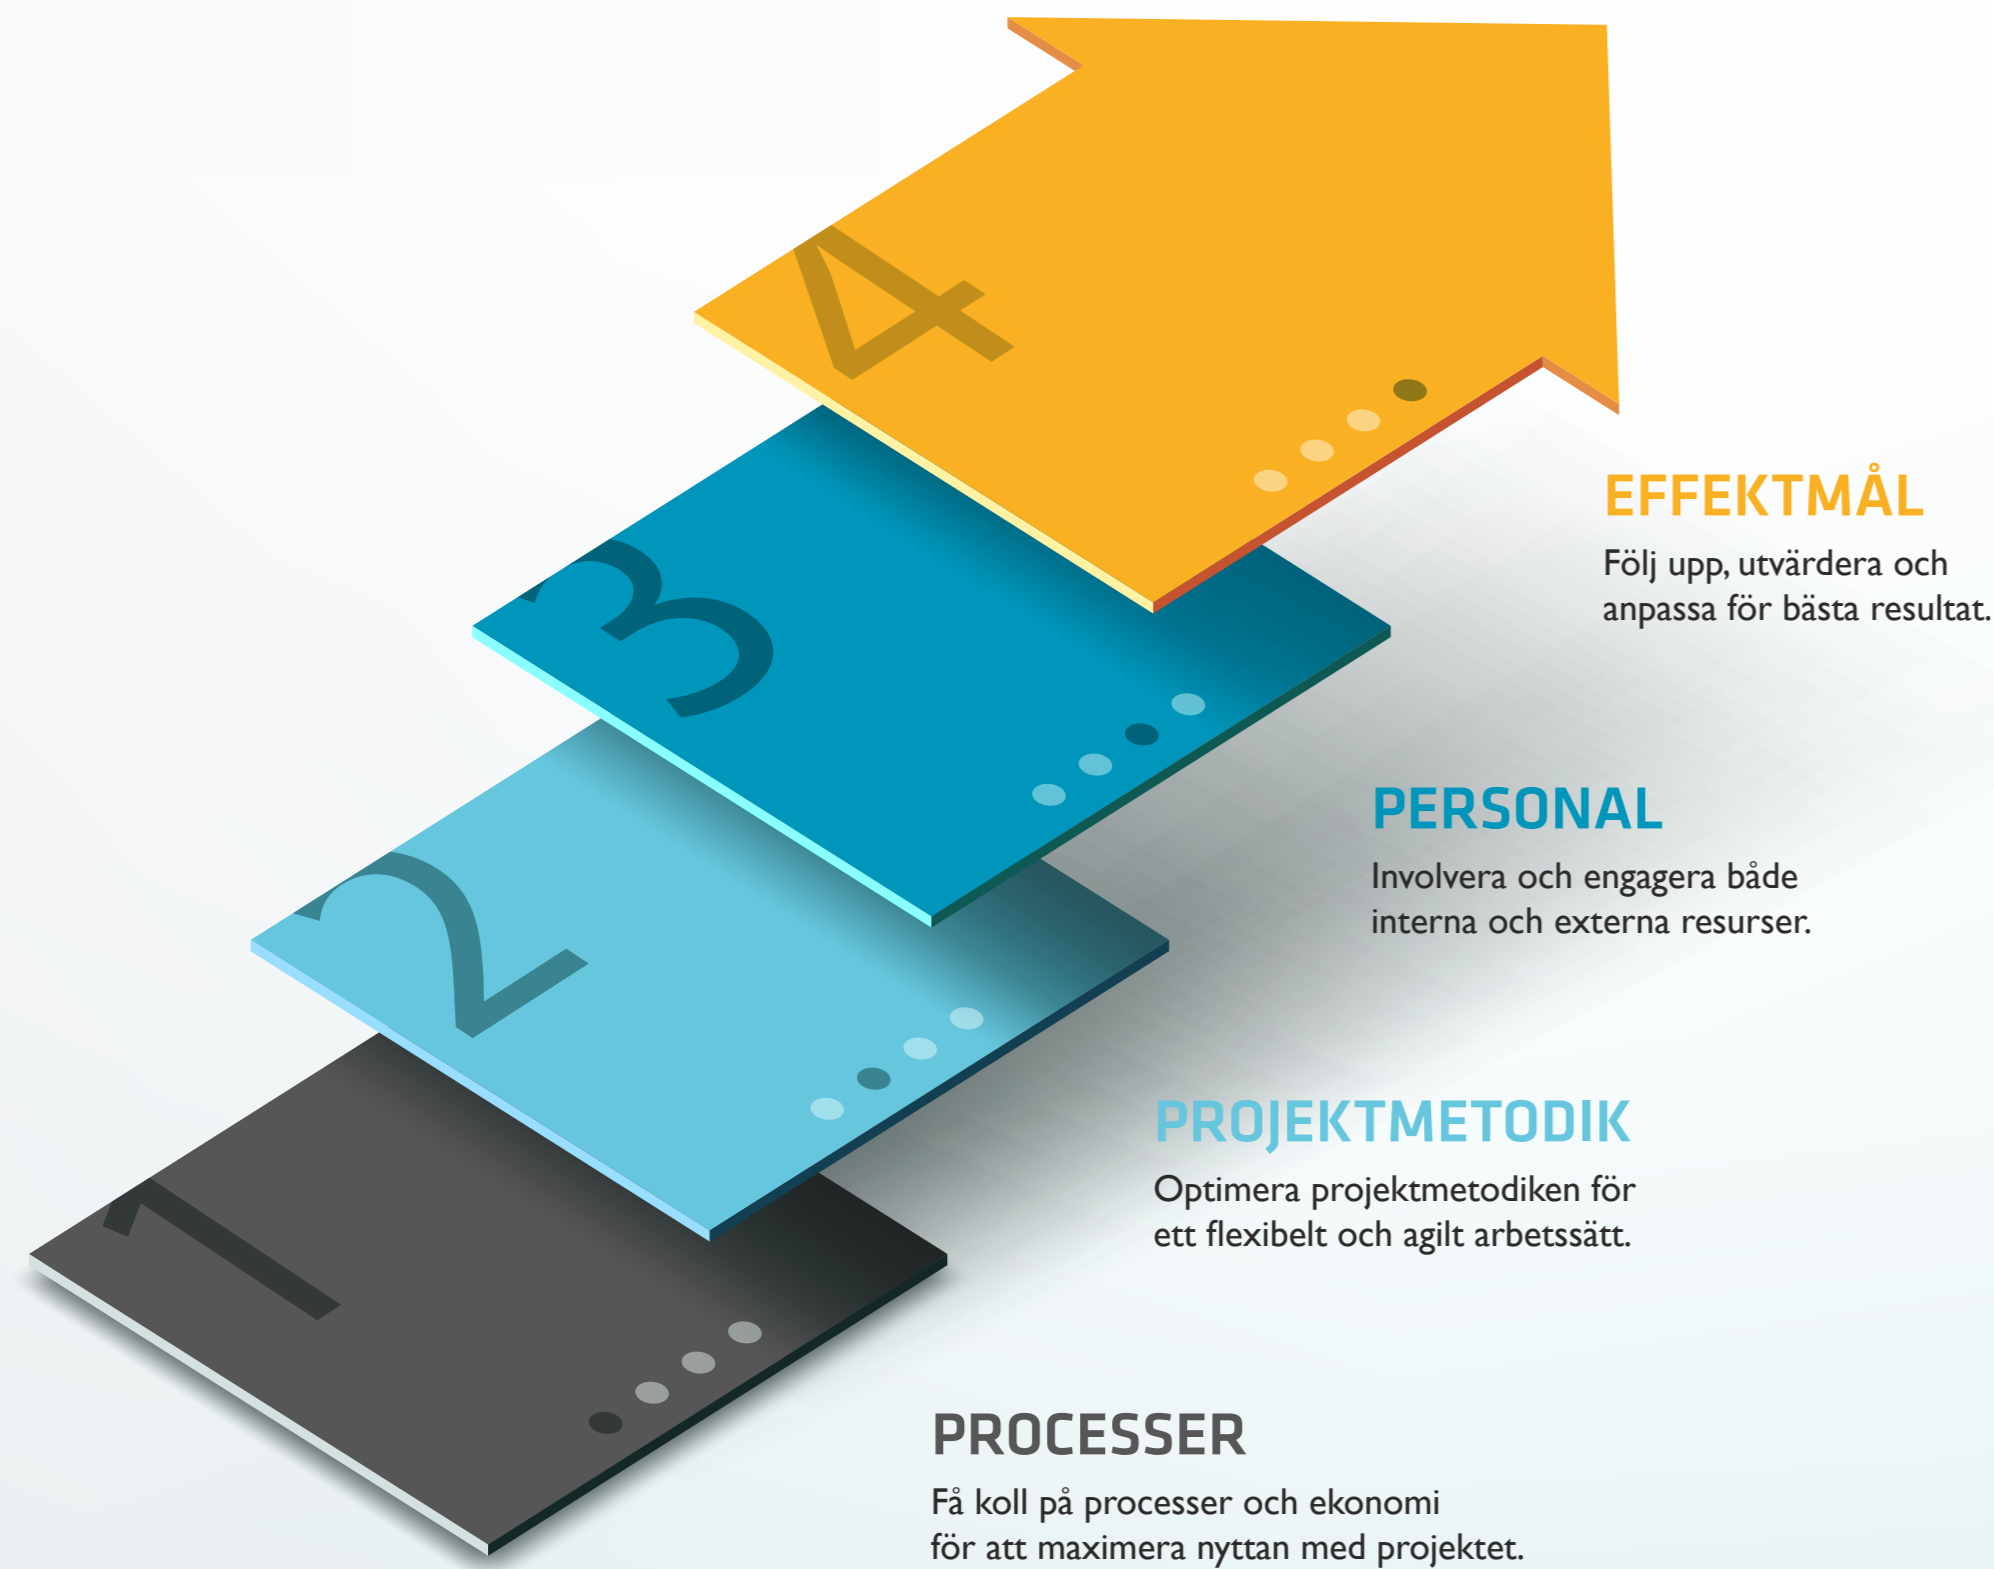 4
EFFEKTMÅL
Följ upp, utvärdera och
anpassa för bästa resultat.
3
PERSONAL
Involvera och engagera både
interna och externa resurser.
2
PROJEKTMETODIK
Optimera projektmetodiken för
ett flexibelt och agilt arbetssätt.
1
PROCESSER
Få koll på processer och ekonomi
för att maximera nyttan med projektet.